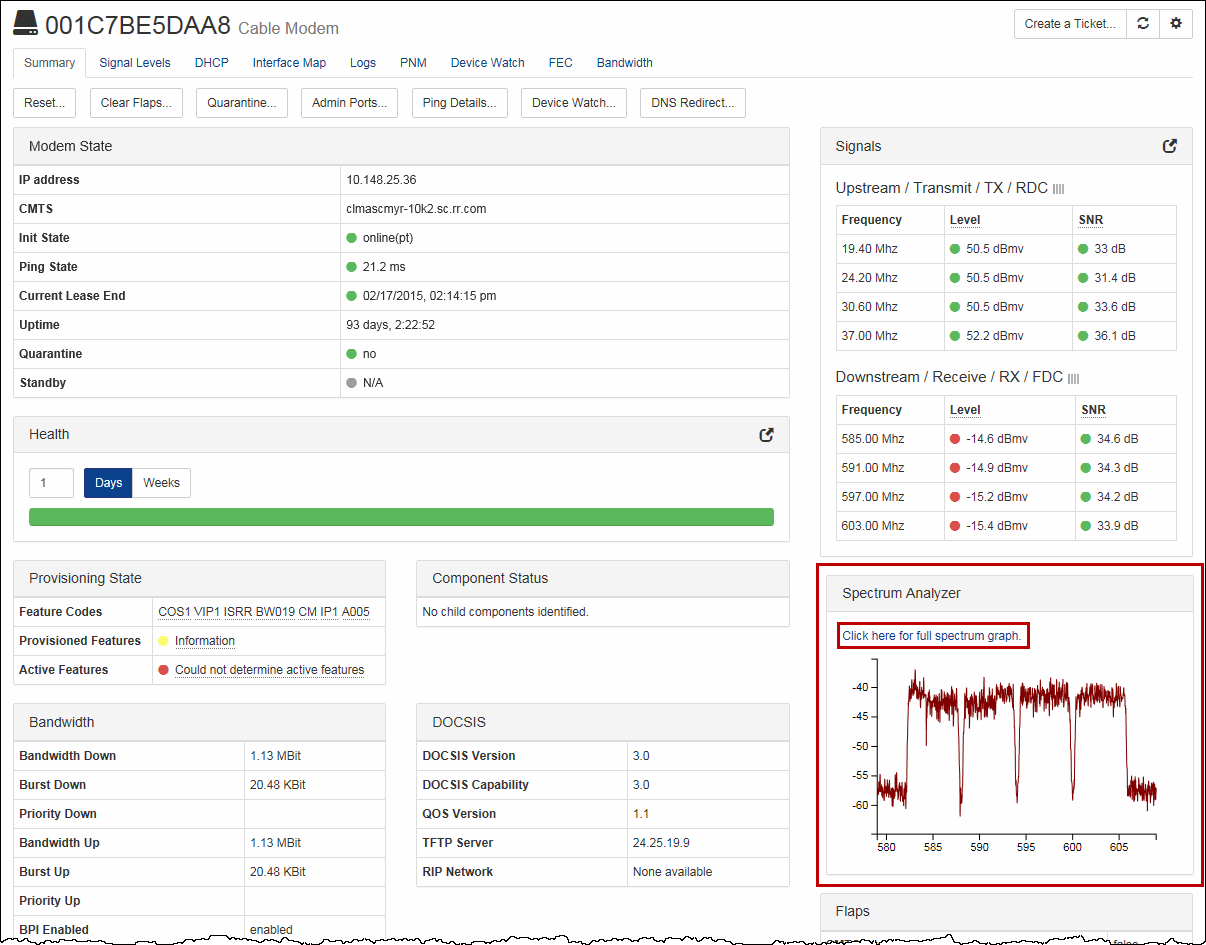 001C7BE5DAA8 Cable Modem
Create a Ticket...
Summary Signal Levels DHCP Interface Map Logs PNM Device Watch FEC Bandwidth
Reset... Clear Flaps... Quarantine... Admin Ports... Ping Details... Device Watch... DNS Redirect...
Modem State
IP address 10.148.25.36
CMTS clmascmyr-10k2.sc.rr.com
Init State online(pt)
Ping State 21.2 ms
Current Lease End 02/17/2015, 02:14:15 pm
Uptime 93 days, 2:22:52
Quarantine no
Standby N/A
Health
1 Days Weeks
Provisioning State
Feature Codes COS1 VIP1 ISRR BW019 CM IP1 A005
Provisioned Features Information
Active Features Could not determine active features
Component Status
No child components identified.
Bandwidth
Bandwidth Down 1.13 MBit
Burst Down 20.48 KBit
Priority Down
Bandwidth Up 1.13 MBit
Burst Up 20.48 KBit
Priority Up
BPI Enabled enabled
DOCSIS
DOCSIS Version 3.0
DOCSIS Capability 3.0
QOS Version 1.1
TFTP Server 24.25.19.9
RIP Network None available
Signals
Upstream / Transmit / TX / RDC
Frequency Level SNR
19.40 Mhz 50.5 dBmv 33 dB
24.20 Mhz 50.5 dBmv 31.4 dB
30.60 Mhz 50.5 dBmv 33.6 dB
37.00 Mhz 52.2 dBmv 36.1 dB
Downstream / Receive / RX / FDC
Frequency Level SNR
585.00 Mhz -14.6 dBmv 34.6 dB
591.00 Mhz -14.9 dBmv 34.3 dB
597.00 Mhz -15.2 dBmv 34.2 dB
603.00 Mhz -15.4 dBmv 33.9 dB
Spectrum Analyzer
Click here for full spectrum graph.
-40
-45
-50
-55
-60
580 585 590 595 600 605
Flaps